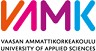 VAMK
VAASAN AMMATTIKORKEAKOULU
UNIVERSITY OF APPLIED SCIENCES